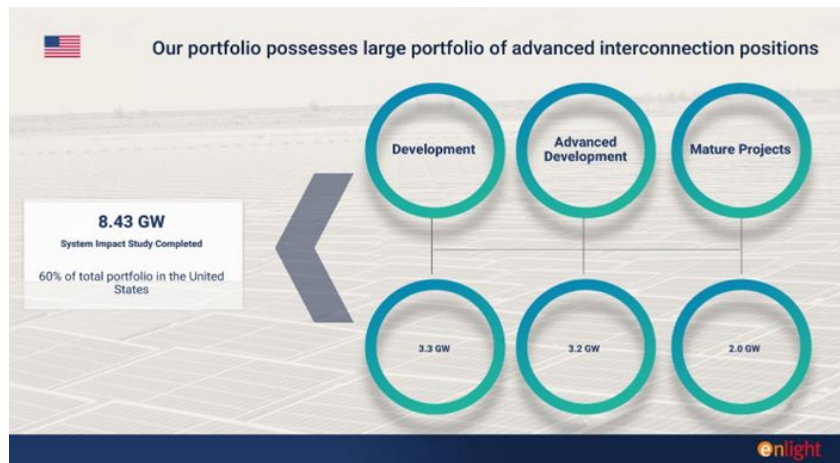 Our portfolio possesses large portfolio of advanced interconnection positions
Development
Advanced
Development
Mature Projects
8.43 GW
System Impact Study Completed
60% of total portfolio in the United
States
3.3 GW
3.2 GW
2.0 GW
enlight